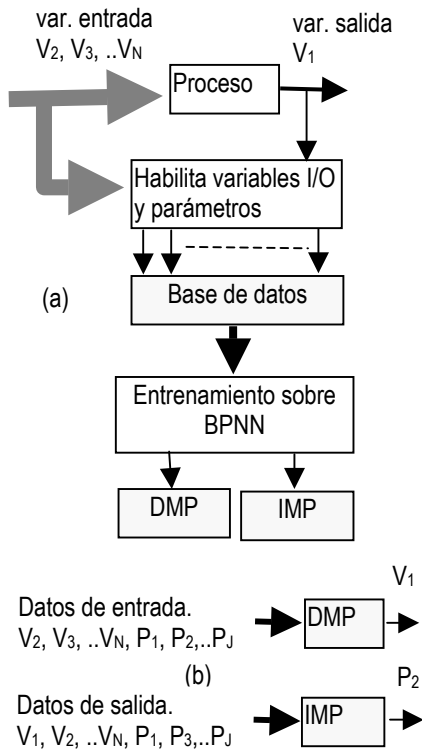 var. entrada
V2, V3, ..VN
var. salida
V1
Proceso
Habilita variables I/O
y parámetros
(a)
Base de datos
Entrenamiento sobre
BPNN
DMP
IMP
V1
Datos de entrada.
V2, V3, ..VN, P1, P2,..PJ
DMP
(b)
P2
Datos de salida.
V1, V2, ..VN, P1, P3,..PJ
IMP